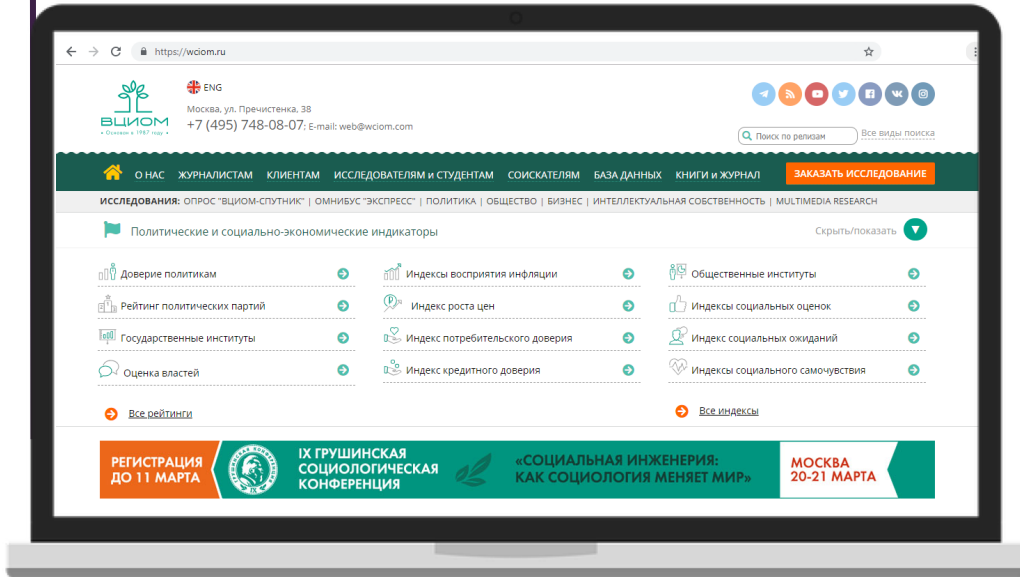 https://wciom.ru
ENG
Москва, ул. Пречистенка, 38
+7 (495) 748-08-07; E-mail: web@wciom.com
ВЦИОМ
• Основан в 1987 году •
Поиск по релизам
Все виды поиска
О НАС ЖУРНАЛИСТАМ КЛИЕНТАМ ИССЛЕДОВАТЕЛЯМ и СТУДЕНТАМ СОИСКАТЕЛЯМ БАЗА ДАННЫХ КНИГИ и ЖУРНАЛ ЗАКАЗАТЬ ИССЛЕДОВАНИЕ
ИССЛЕДОВАНИЯ: ОПРОС "ВЦИОМ-СПУТНИК" | ОМНИБУС "ЭКСПРЕСС" | ПОЛИТИКА | ОБЩЕСТВО | БИЗНЕС | ИНТЕЛЛЕКТУАЛЬНАЯ СОБСТВЕННОСТЬ | MULTIMEDIA RESEARCH
Политические и социально-экономические индикаторы
Скрыть/показать
Доверие политикам
Рейтинг политических партий
Государственные институты
Оценка властей
Все рейтинги
Индексы восприятия инфляции
Индекс роста цен
Индекс потребительского доверия
Индекс кредитного доверия
Общественные институты
Индексы социальных оценок
Индекс социальных ожиданий
Индексы социального самочувствия
Все индексы
РЕГИСТРАЦИЯ
ДО 11 МАРТА
IX ГРУШИНСКАЯ
СОЦИОЛОГИЧЕСКАЯ
КОНФЕРЕНЦИЯ
«СОЦИАЛЬНАЯ ИНЖЕНЕРИЯ:
КАК СОЦИОЛОГИЯ МЕНЯЕТ МИР»
МОСКВА
20-21 МАРТА